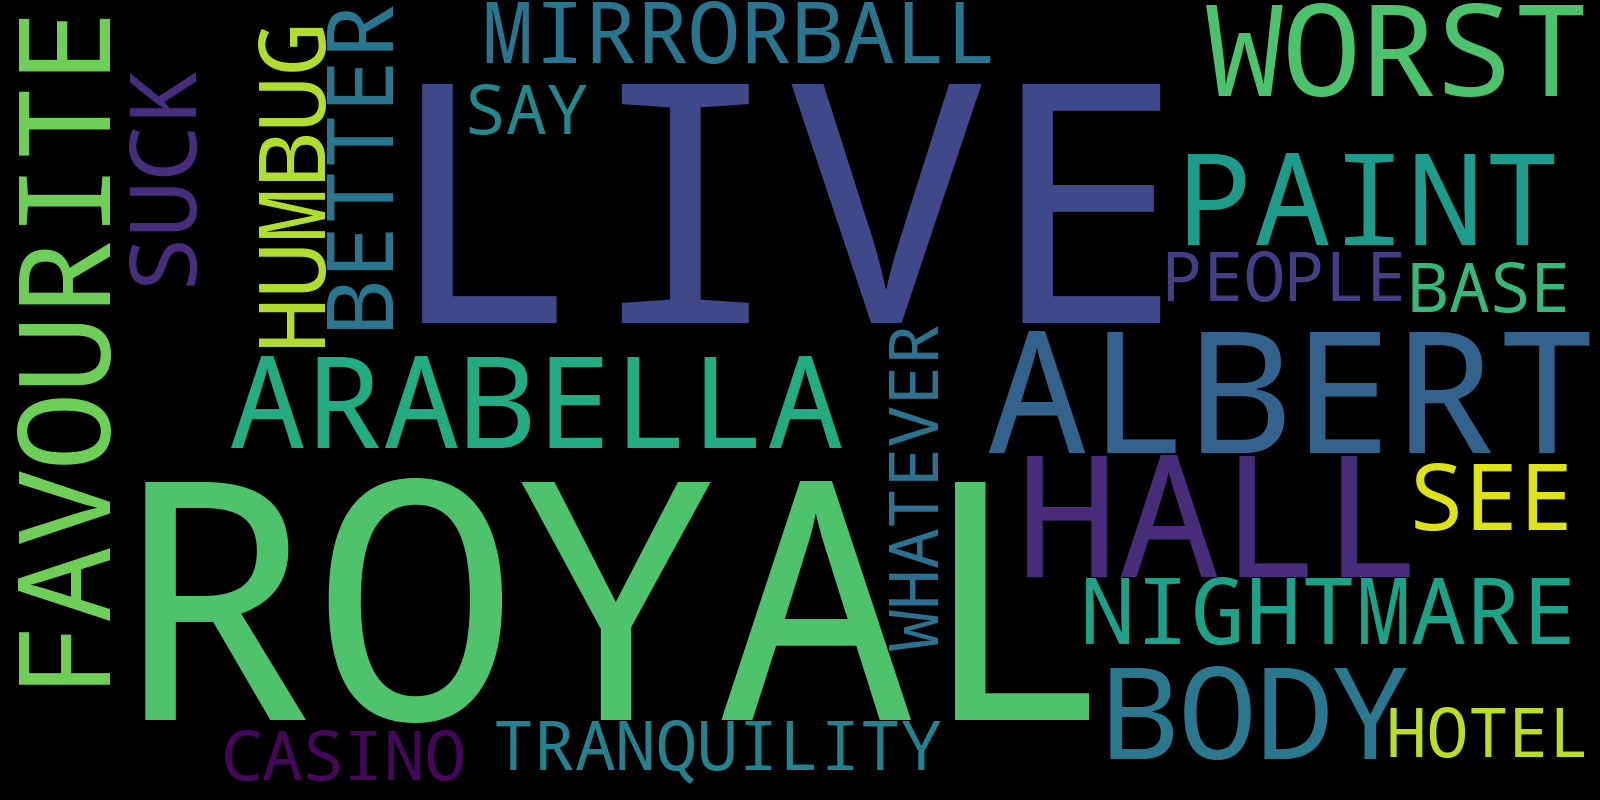 FAVOURITE
SUCK
HUMBUG
BETTER
MIRRORBALL
SAY
LIVE
WORST
PAINT
PEOPLE
BASE
ARABELLA
WHATEVER
ALBERT
ROYAL
HALL
SEE
NIGHTMARE
BODY
HOTEL
CASINO
TRANQUILITY